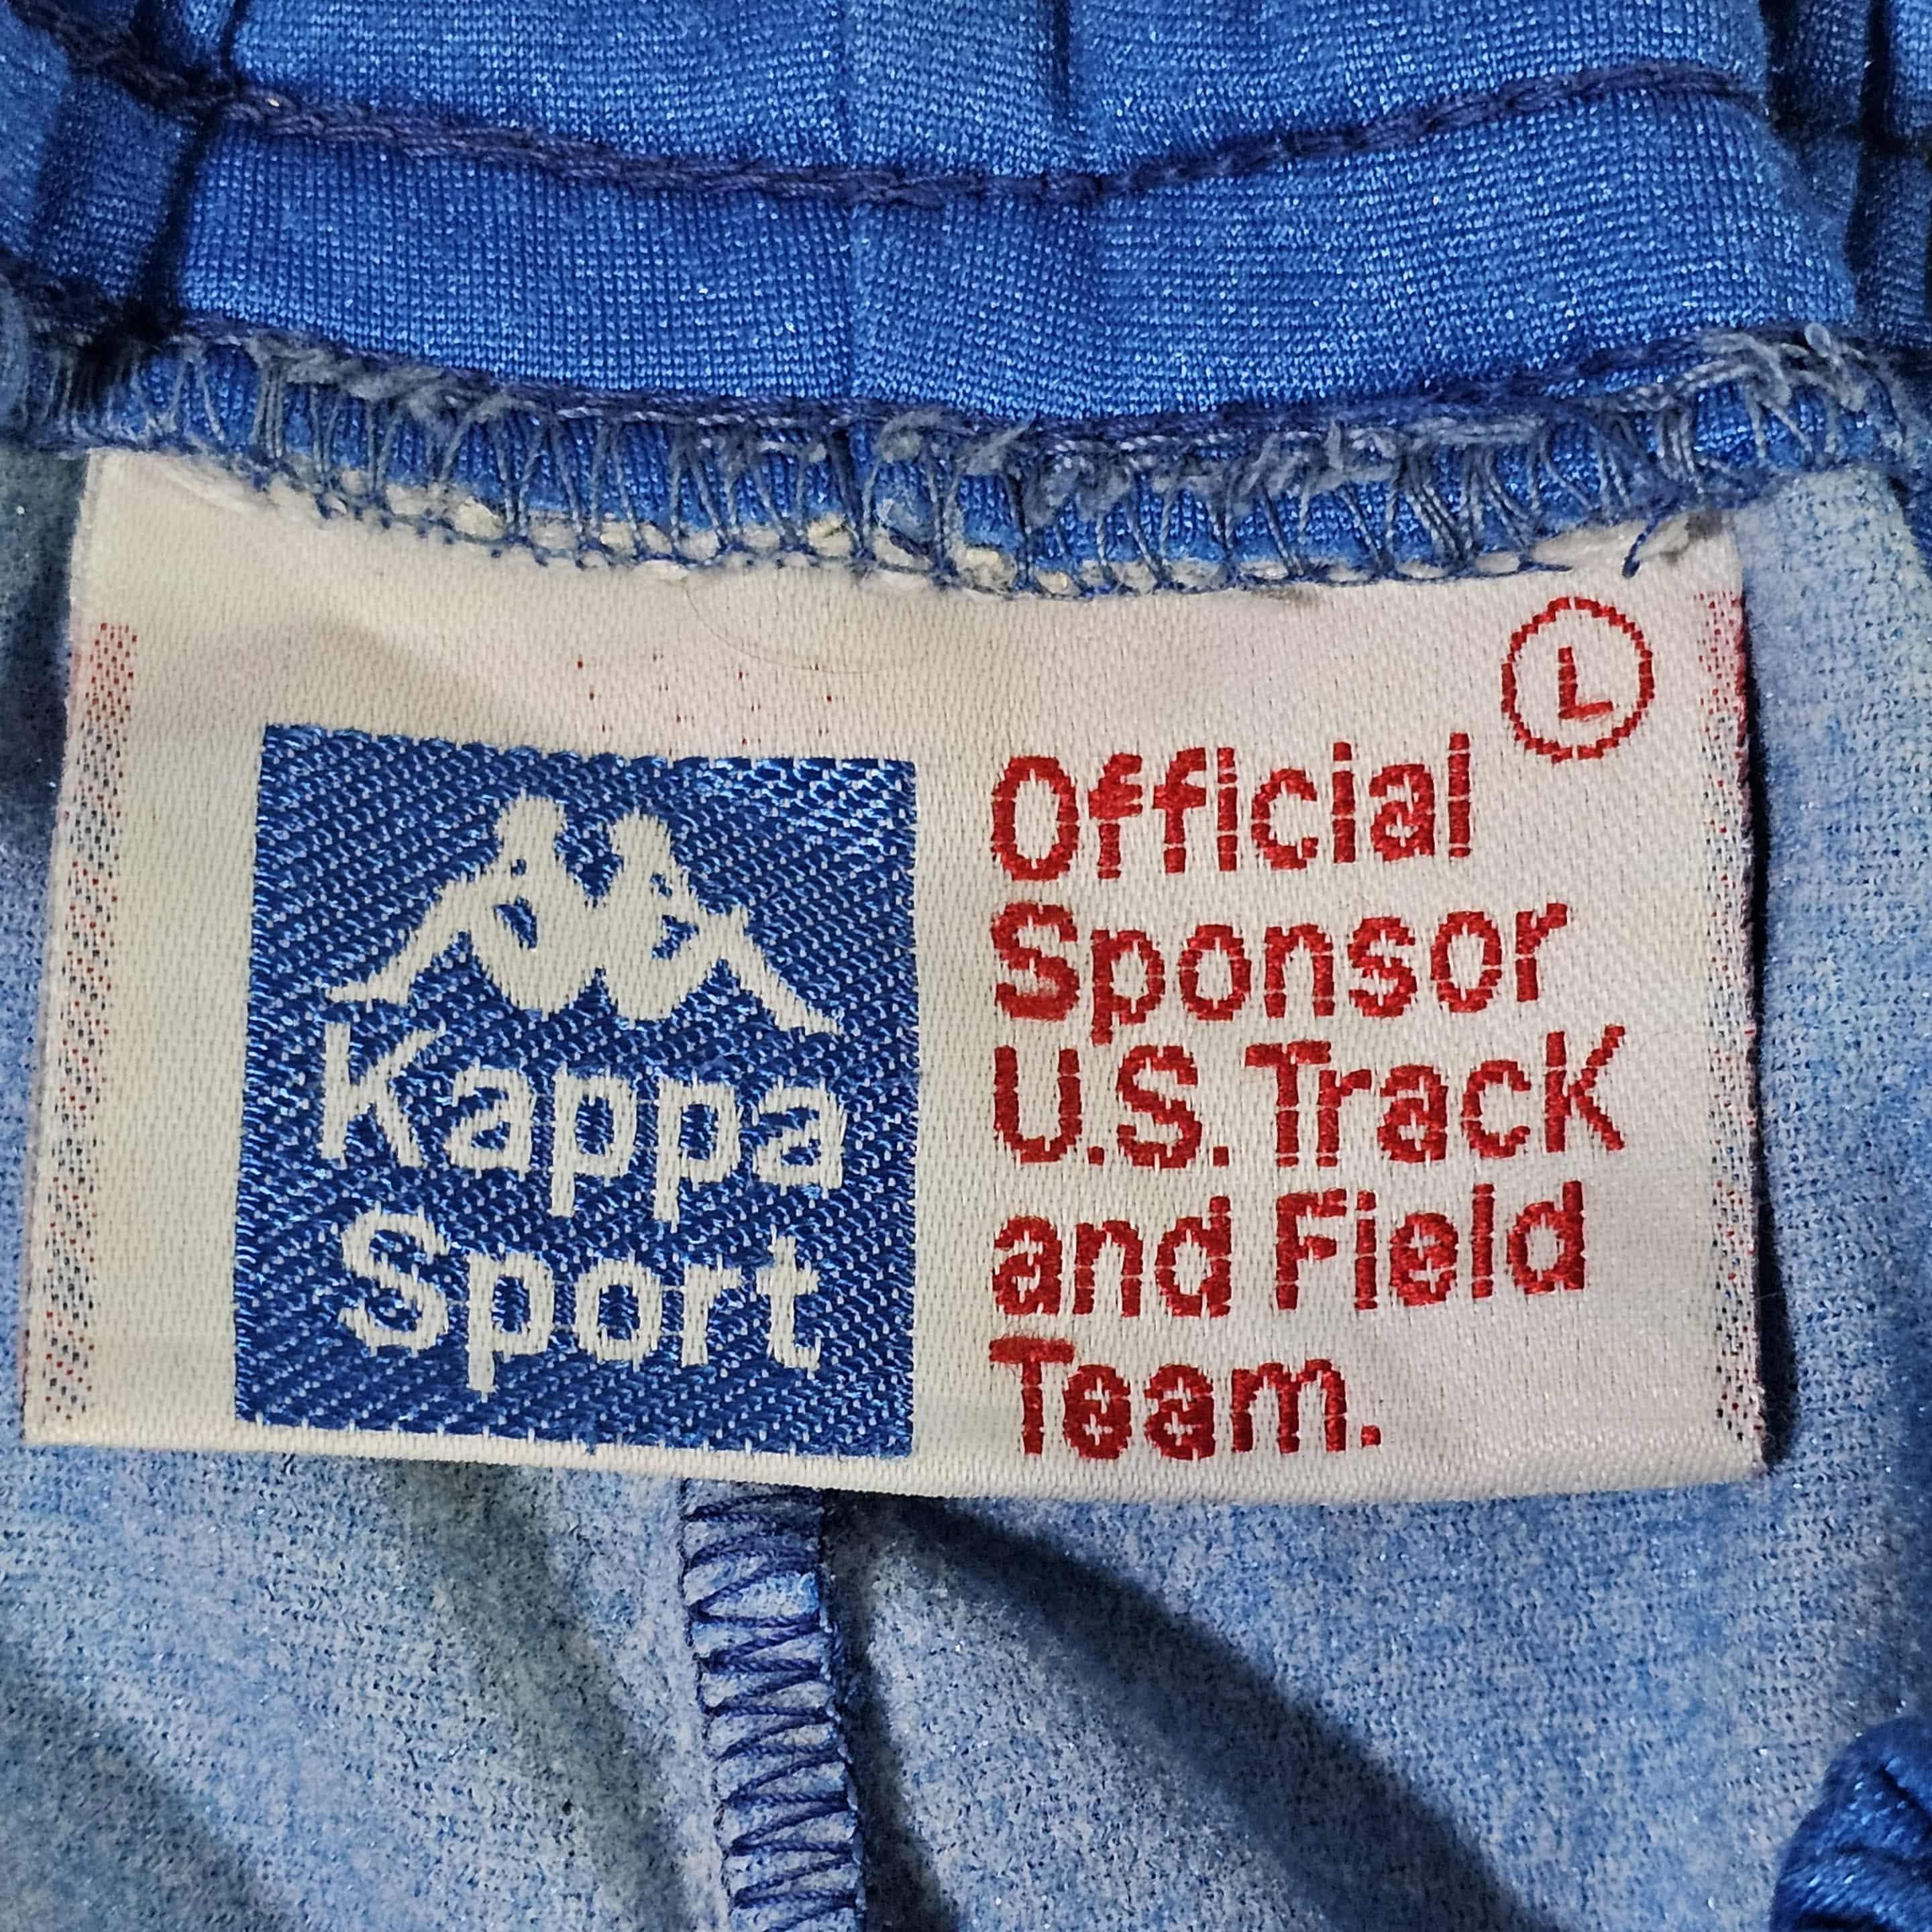 L
Kappa
Sport
Official
Sponsor
U.S. Track
and Field
Team.